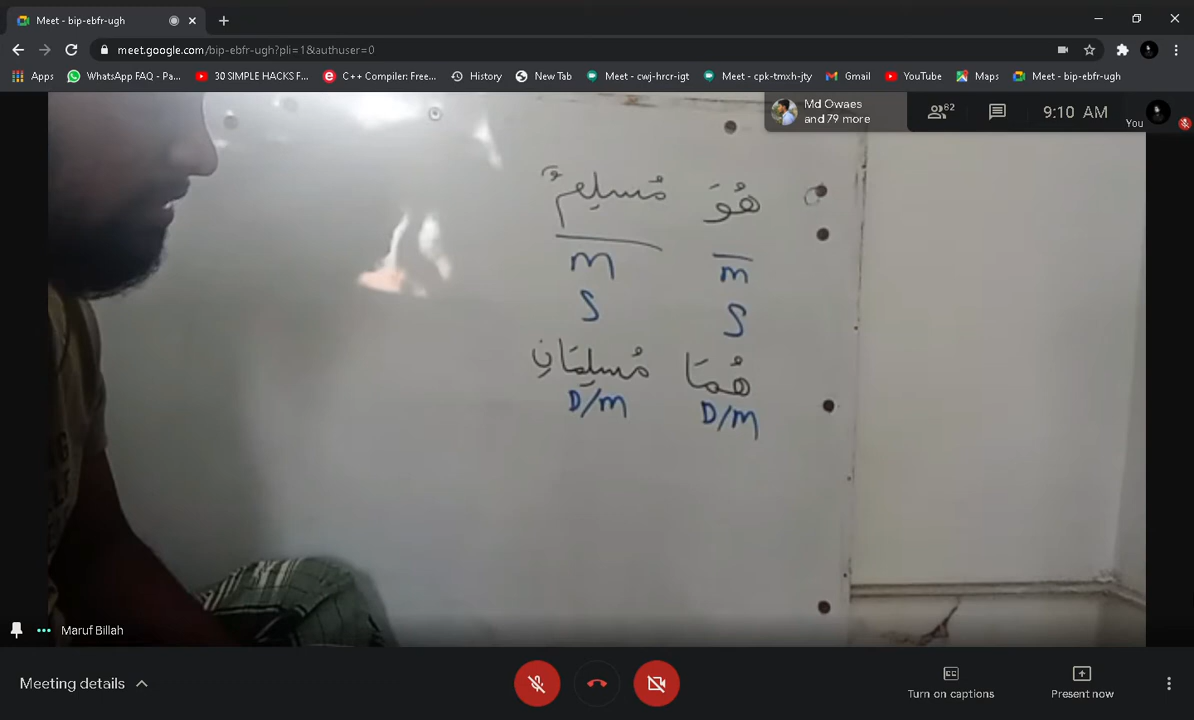 Meet - bip-ebfr-ugh
meet.google.com/bip-ebfr-ugh?pli=1&authuser=0
Apps WhatsApp FAQ - Pa... 30 SIMPLE HACKS F... C++ Compiler: Free... History New Tab Meet - cwj-hrcr-igt Meet - cpk-tmxh-jty Gmail YouTube Maps Meet - bip-ebfr-ugh
Md Owaes
and 79 more
82
9:10 AM
You
هُوَ مُسلِمٌ
m m
S S
هُمَا مُسلِمَانِ
D/m D/m
Maruf Billah
Meeting details
Turn on captions
Present now